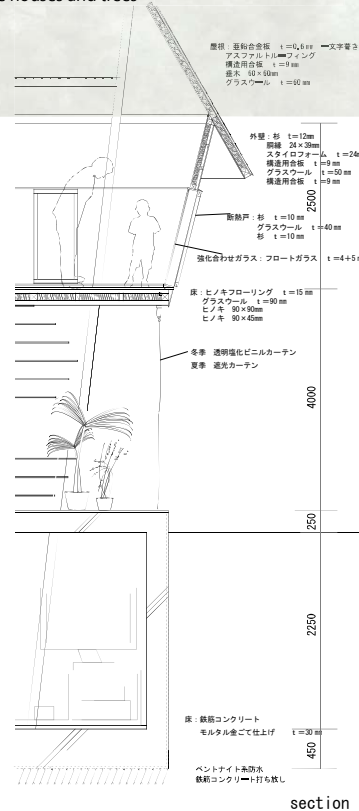 houses and trees
屋根：亜鉛合金板　t＝0.6㎜　一文字葺き
アスファルトルーフィング
構造用合板　t＝9㎜
垂木　60×60㎜
グラスウール　t＝60㎜
外壁：杉　t＝12㎜
胴縁　24×39㎜
スタイロフォーム　t＝24㎜
構造用合板　t＝9㎜
グラスウール　t＝50㎜
構造用合板　t＝9㎜
2500
断熱戸：杉　t＝10㎜
グラスウール　t＝40㎜
杉　t＝10㎜
強化合わせガラス：フロートガラス　t＝4+5㎜
床：ヒノキフローリング　t＝15㎜
グラスウール　t＝90㎜
ヒノキ　90×90㎜
ヒノキ　90×45㎜
冬季　透明塩化ビニルカーテン
夏季　遮光カーテン
4000
250
2250
床：鉄筋コンクリート
モルタル金ごて仕上げ　t＝30㎜
450
ベントナイト系防水
鉄筋コンクリート打ち放し
section